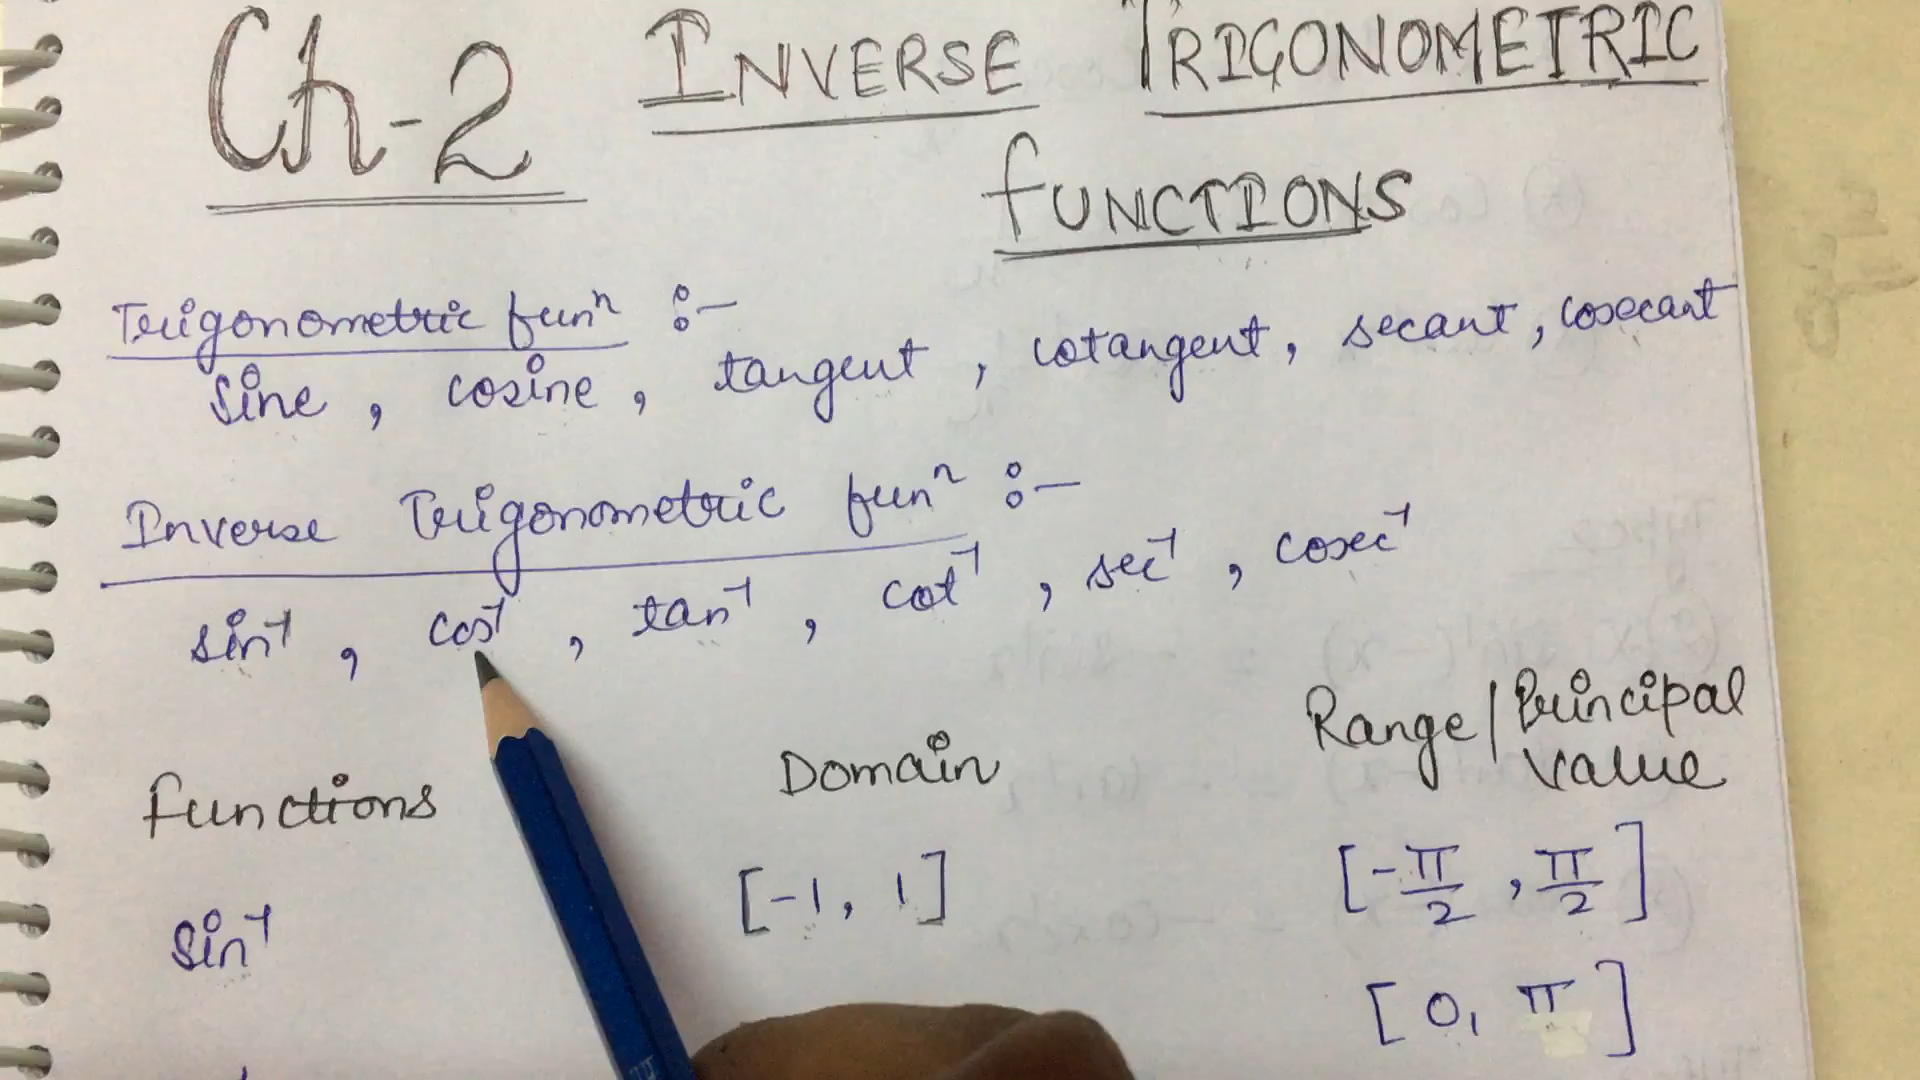 Ch-2 INVERSE TRIGONOMETRIC
FUNCTIONS
Trigonometric funⁿ :-
Sine , cosine , tangent , cotangent , secant , cosecant
Inverse Trigonometric funⁿ :-
sin⁻¹ , cos⁻¹ , tan⁻¹ , cot⁻¹ , sec⁻¹ , cosec⁻¹
functions Domain Range/Principal value
Sin⁻¹ [-1, 1] [-π/2 , π/2]
[0, π]